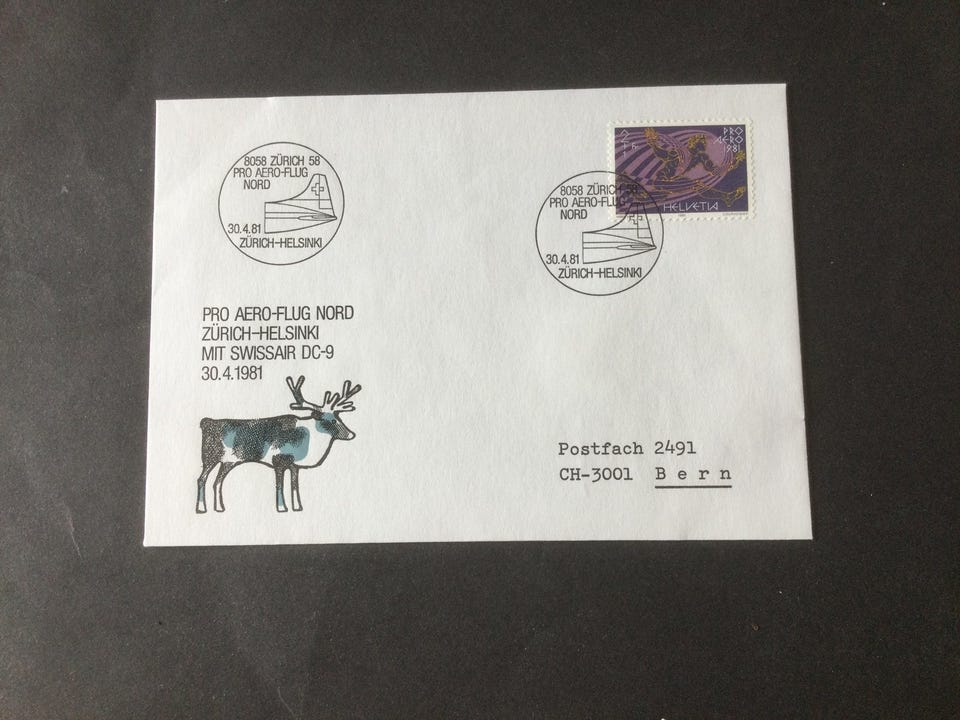 8058 ZÜRICH 58
PRO AERO-FLUG
NORD
30.4.81
ZÜRICH-HELSINKI
8058 ZÜRICH 58
PRO AERO-FLUG
NORD
30.4.81
ZÜRICH-HELSINKI
PRO
AERO
1981
HELVETIA
PRO AERO-FLUG NORD
ZÜRICH-HELSINKI
MIT SWISSAIR DC-9
30.4.1981
Postfach 2491
CH-3001 Bern